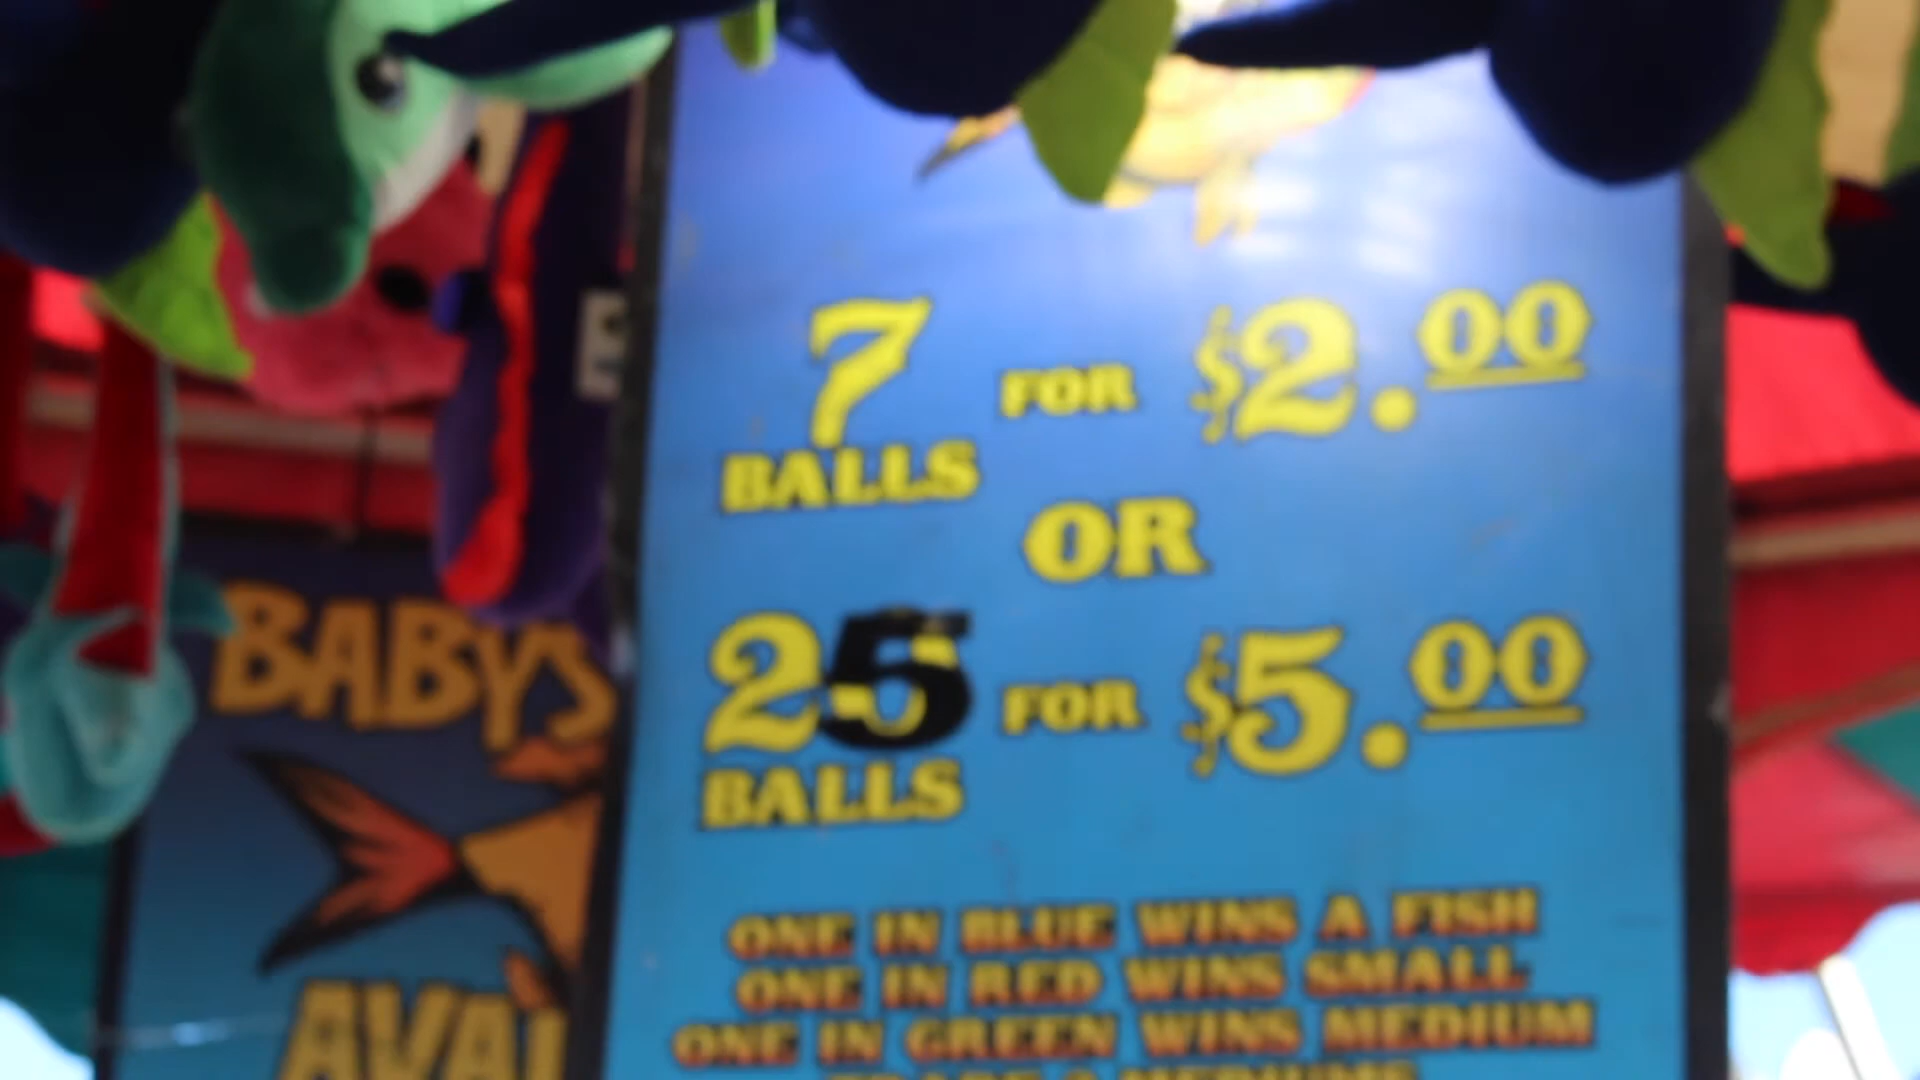 7 BALLS FOR $2.00
OR
25 BALLS FOR $5.00
ONE IN BLUE WINS A FISH
ONE IN RED WINS SMALL
ONE IN GREEN WINS MEDIUM
BABYS